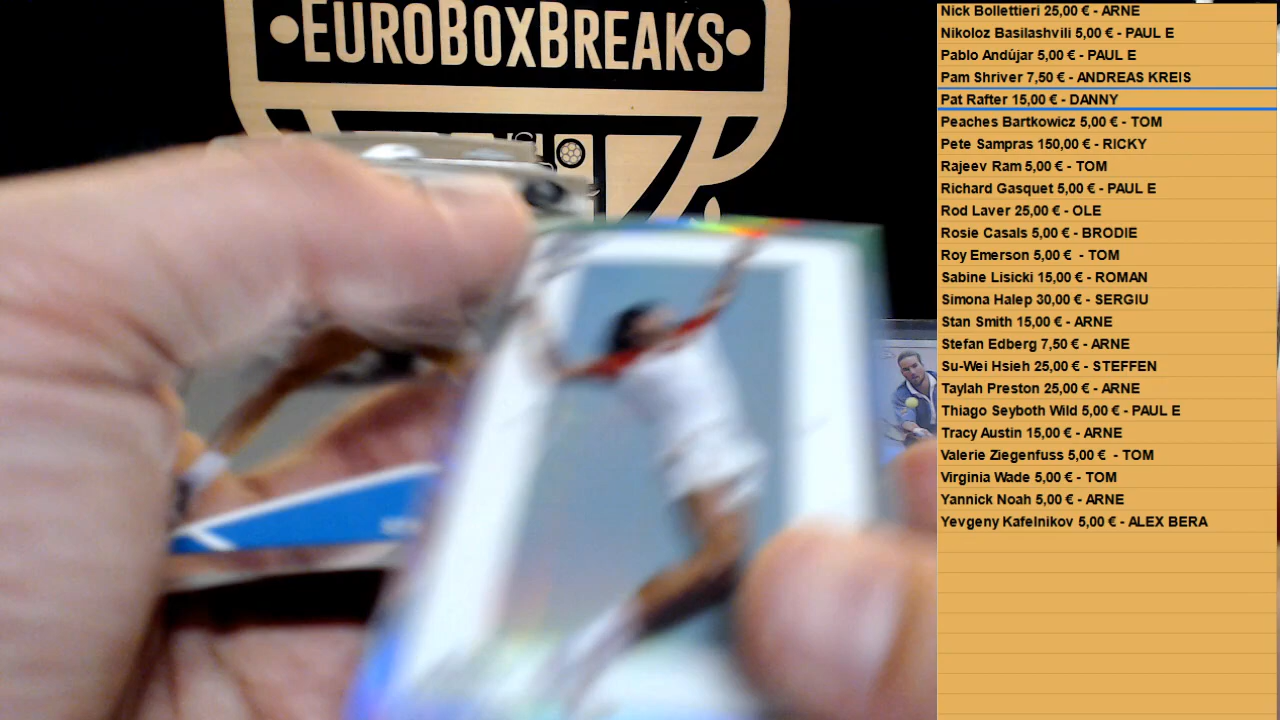 EUROBOXBREAKS
Nick Bollettieri 25,00 € - ARNE
Nikoloz Basilashvili 5,00 € - PAUL E
Pablo Andújar 5,00 € - PAUL E
Pam Shriver 7,50 € - ANDREAS KREIS
Pat Rafter 15,00 € - DANNY
Peaches Bartkowicz 5,00 € - TOM
Pete Sampras 150,00 € - RICKY
Rajeev Ram 5,00 € - TOM
Richard Gasquet 5,00 € - PAUL E
Rod Laver 25,00 € - OLE
Rosie Casals 5,00 € - BRODIE
Roy Emerson 5,00 € - TOM
Sabine Lisicki 15,00 € - ROMAN
Simona Halep 30,00 € - SERGIU
Stan Smith 15,00 € - ARNE
Stefan Edberg 7,50 € - ARNE
Su-Wei Hsieh 25,00 € - STEFFEN
Taylah Preston 25,00 € - ARNE
Thiago Seyboth Wild 5,00 € - PAUL E
Tracy Austin 15,00 € - ARNE
Valerie Ziegenfuss 5,00 € - TOM
Virginia Wade 5,00 € - TOM
Yannick Noah 5,00 € - ARNE
Yevgeny Kafelnikov 5,00 € - ALEX BERA